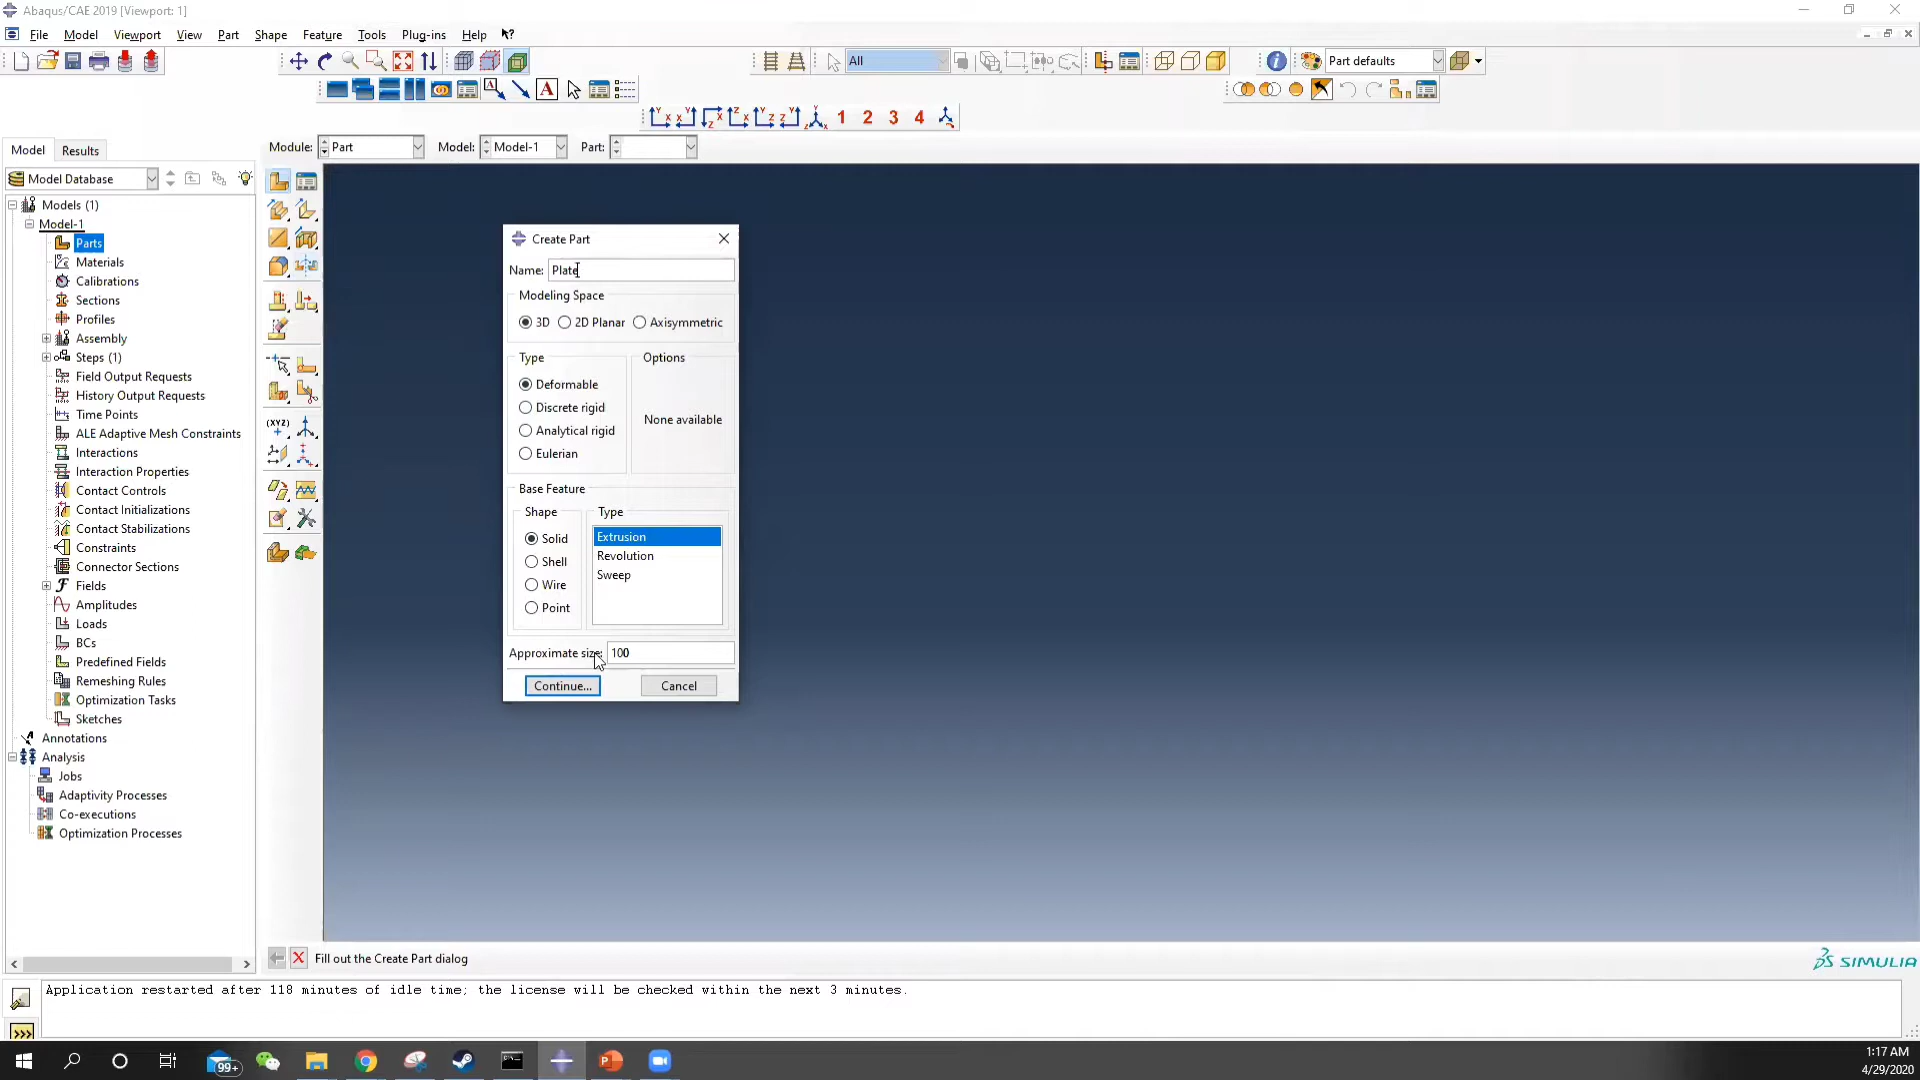 Abaqus/CAE 2019 [Viewport: 1]
File Model Viewport View Part Shape Feature Tools Plug-ins Help
All
Part defaults
1 2 3 4
Model Results
Module: Part Model: Model-1 Part:
Model Database
Models (1)
Model-1
Parts
Materials
Calibrations
Sections
Profiles
Assembly
Steps (1)
Field Output Requests
History Output Requests
Time Points
ALE Adaptive Mesh Constraints
Interactions
Interaction Properties
Contact Controls
Contact Initializations
Contact Stabilizations
Constraints
Connector Sections
Fields
Amplitudes
Loads
BCs
Predefined Fields
Remeshing Rules
Optimization Tasks
Sketches
Annotations
Analysis
Jobs
Adaptivity Processes
Co-executions
Optimization Processes
(XYZ)
Create Part
Name: Plate
Modeling Space
3D 2D Planar Axisymmetric
Type
Deformable
Discrete rigid
Analytical rigid
Eulerian
Options
None available
Base Feature
Shape
Solid
Shell
Wire
Point
Type
Extrusion
Revolution
Sweep
Approximate size: 100
Continue... Cancel
Fill out the Create Part dialog
SIMULIA
Application restarted after 118 minutes of idle time; the license will be checked within the next 3 minutes.
>>>
99+
1:17 AM
4/29/2020